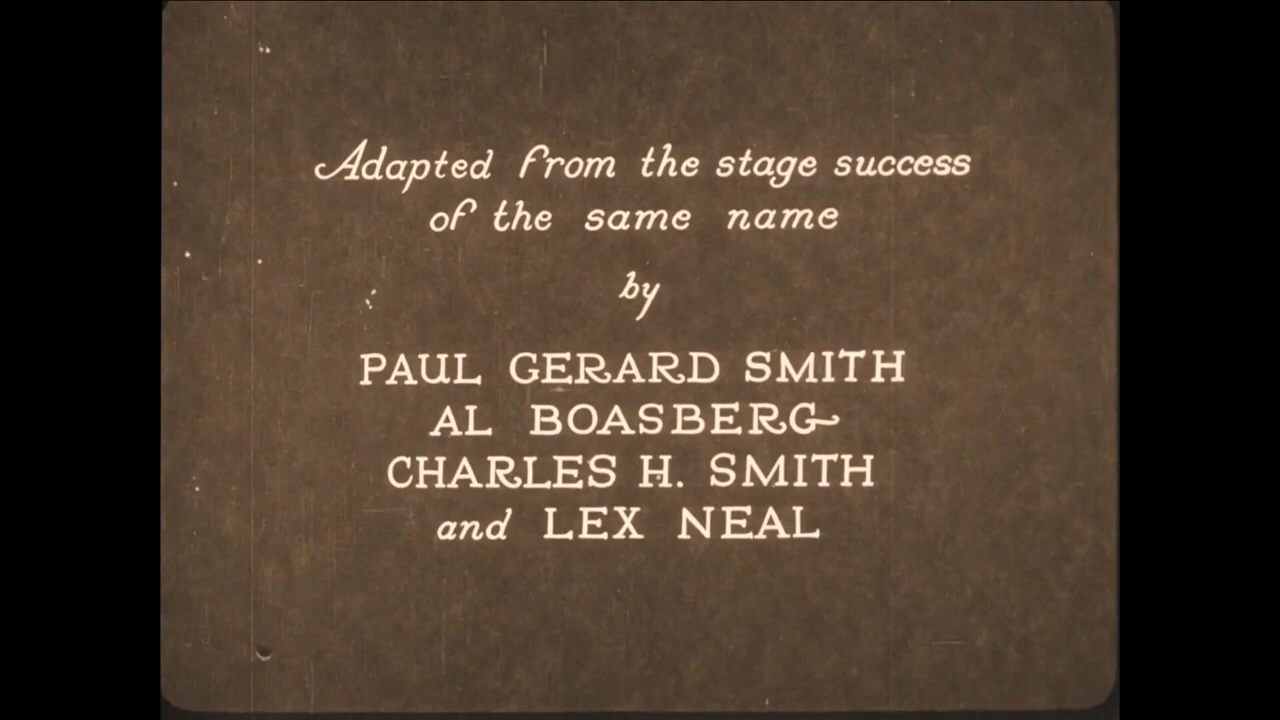 Adapted from the stage success
of the same name
by
PAUL GERARD SMITH
AL BOASBERG
CHARLES H. SMITH
and LEX NEAL